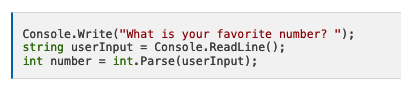 Console.Write("What is your favorite number? ");
string userInput = Console.ReadLine();
int number = int.Parse(userInput);